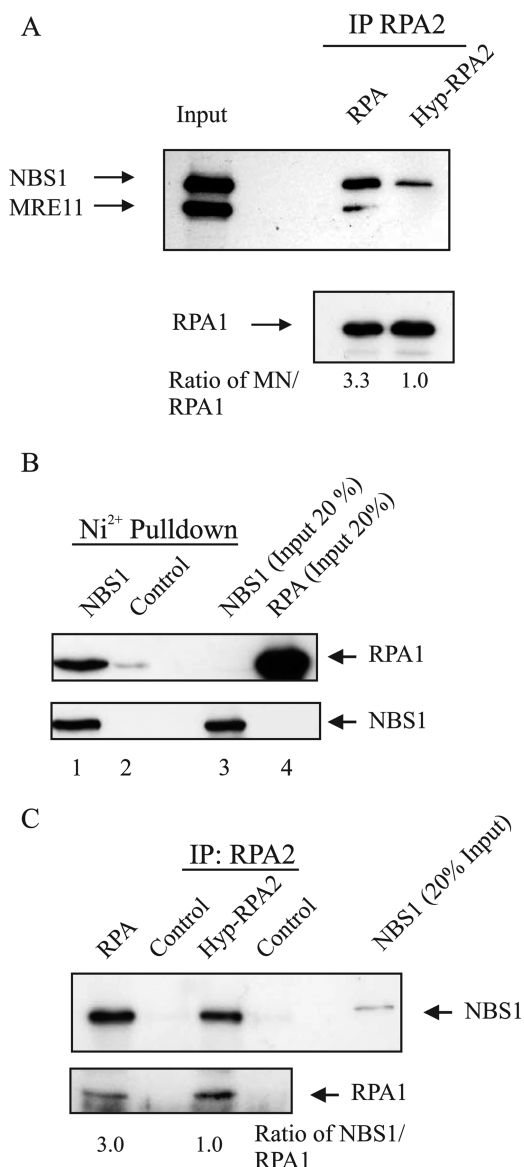 A
IP RPA2
Input
RPA
Hyp-RPA2
NBS1
MRE11
RPA1
Ratio of MN/
RPA1
3.3
1.0
B
Ni2+ Pulldown
NBS1
Control
NBS1 (Input 20 %)
RPA (Input 20%)
RPA1
NBS1
1
2
3
4
C
IP: RPA2
RPA
Control
Hyp-RPA2
Control
NBS1 (20% Input)
NBS1
RPA1
3.0
1.0
Ratio of NBS1/
RPA1